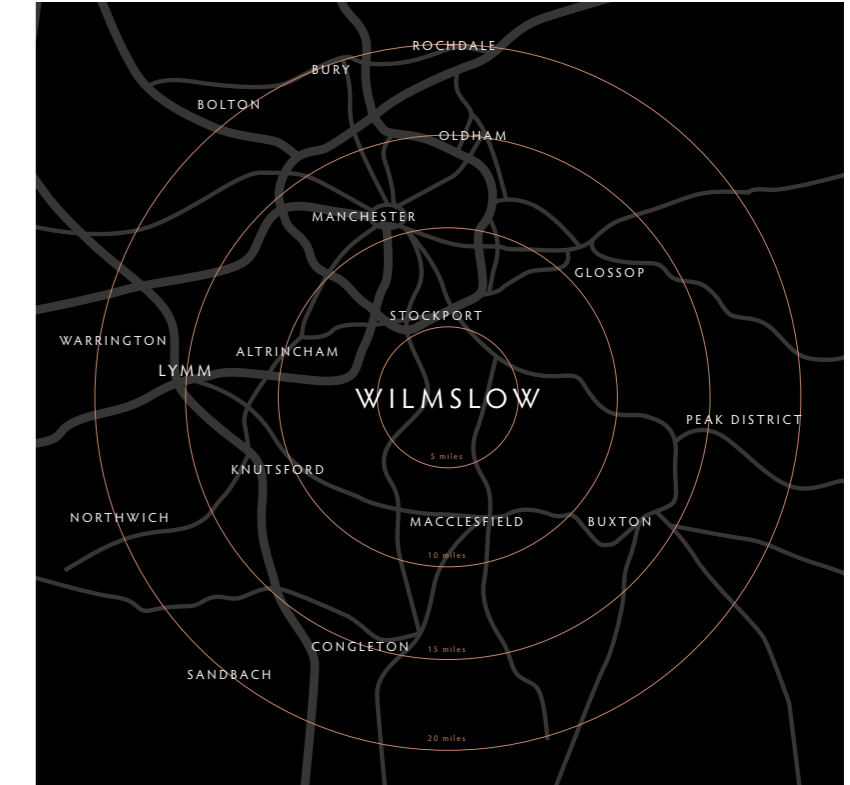 ROCHDALE
BURY
BOLTON
OLDHAM
MANCHESTER
GLOSSOP
STOCKPORT
WARRINGTON
ALTRINCHAM
LYMM
WILMSLOW
PEAK DISTRICT
5 miles
KNUTSFORD
NORTHWICH
MACCLESFIELD
BUXTON
10 miles
CONGLETON
15 miles
SANDBACH
20 miles